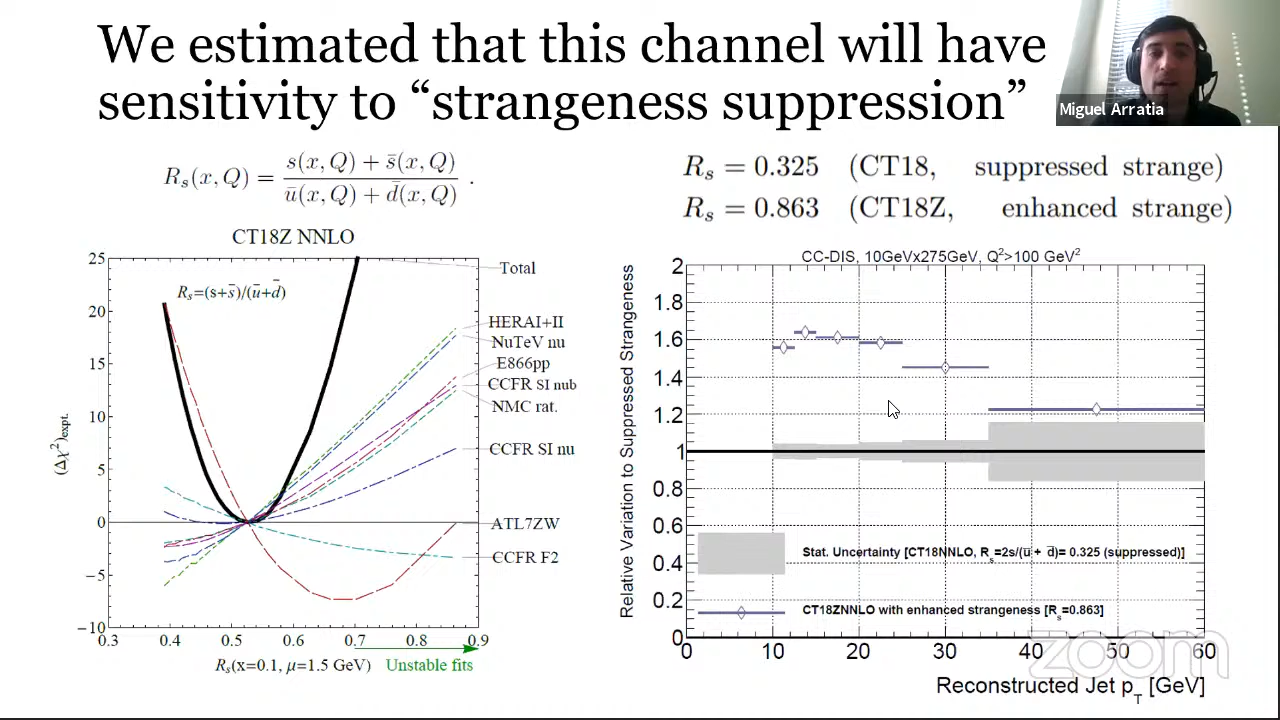 We estimated that this channel will have
sensitivity to “strangeness suppression”
Miguel Arratia
R_s(x, Q) = (s(x, Q) + s̄(x, Q)) / (ū(x, Q) + d̄(x, Q)) .
R_s = 0.325 (CT18, suppressed strange)
R_s = 0.863 (CT18Z, enhanced strange)
CT18Z NNLO
R_s=(s+s̄)/(ū+d̄)
25
20
15
10
5
0
−5
−10
(Δχ²)expt.
0.3 0.4 0.5 0.6 0.7 0.8 0.9
R_s(x=0.1, μ=1.5 GeV)
Unstable fits
Total
HERAI+II
NuTeV nu
E866pp
CCFR SI nub
NMC rat.
CCFR SI nu
ATL7ZW
CCFR F2
CC-DIS, 10GeVx275GeV, Q²>100 GeV²
Relative Variation to Suppressed Strangeness
2
1.8
1.6
1.4
1.2
1
0.8
0.6
0.4
0.2
0
Stat. Uncertainty [CT18NNLO, R_s=2s/(ū + d̄)= 0.325 (suppressed)]
CT18ZNNLO with enhanced strangeness [R_s=0.863]
0 10 20 30 40 50 60
Reconstructed Jet p_T [GeV]
zoom